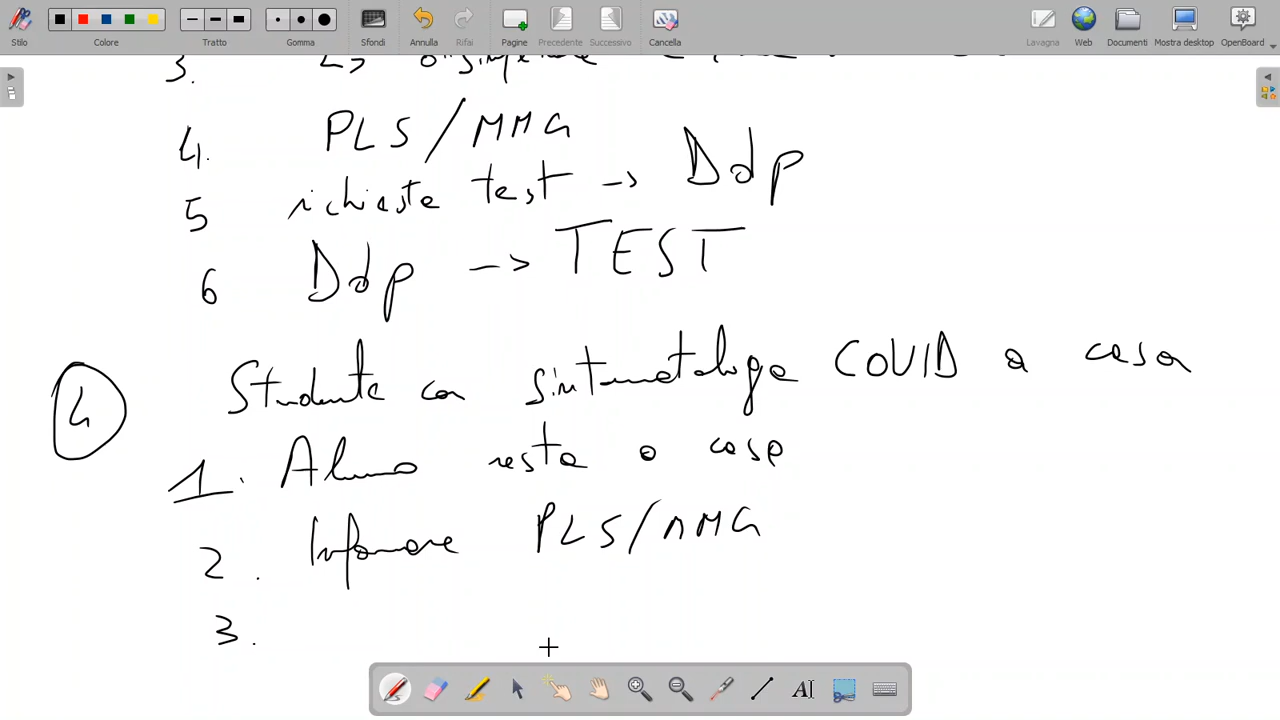 Stilo Colore Tratto Gomma Sfondi Annulla Rifai Pagine Precedente Successivo Cancella Lavagna Web Documenti Mostra desktop OpenBoard
3.
4. PLS/MMG
5 richieste test -> Ddp
6 Ddp -> TEST
4 Studente con sintomatologa COVID a casa
1. Alunno resta a casa
2. Informare PLS/MMG
3.